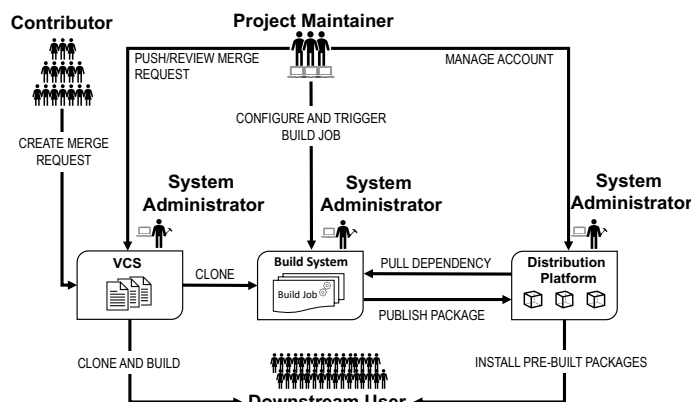 Contributor
Project Maintainer
PUSH/REVIEW MERGE
REQUEST
MANAGE ACCOUNT
CONFIGURE AND TRIGGER
BUILD JOB
CREATE MERGE
REQUEST
System
Administrator
System
Administrator
System
Administrator
VCS
CLONE
Build System
Build Job
PULL DEPENDENCY
PUBLISH PACKAGE
Distribution
Platform
CLONE AND BUILD
INSTALL PRE-BUILT PACKAGES
Downstream User